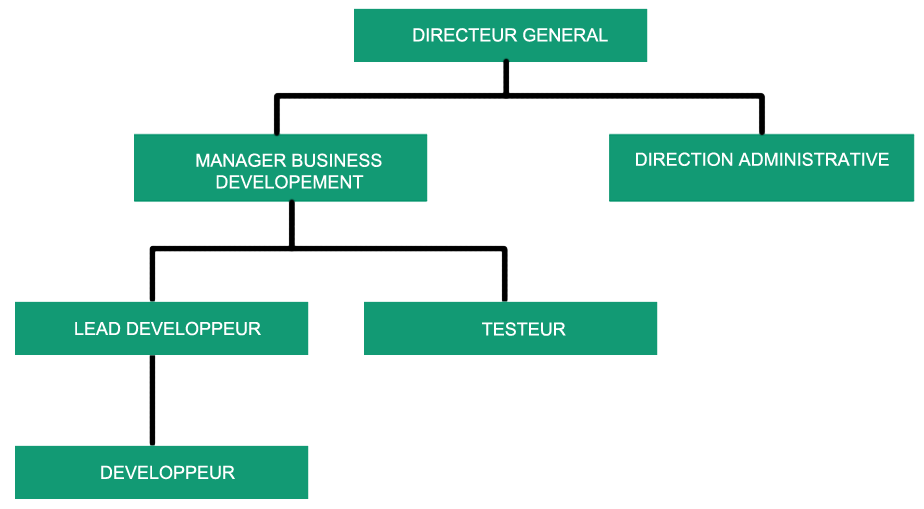 DIRECTEUR GENERAL
MANAGER BUSINESS
DEVELOPEMENT
DIRECTION ADMINISTRATIVE
LEAD DEVELOPPEUR
TESTEUR
DEVELOPPEUR